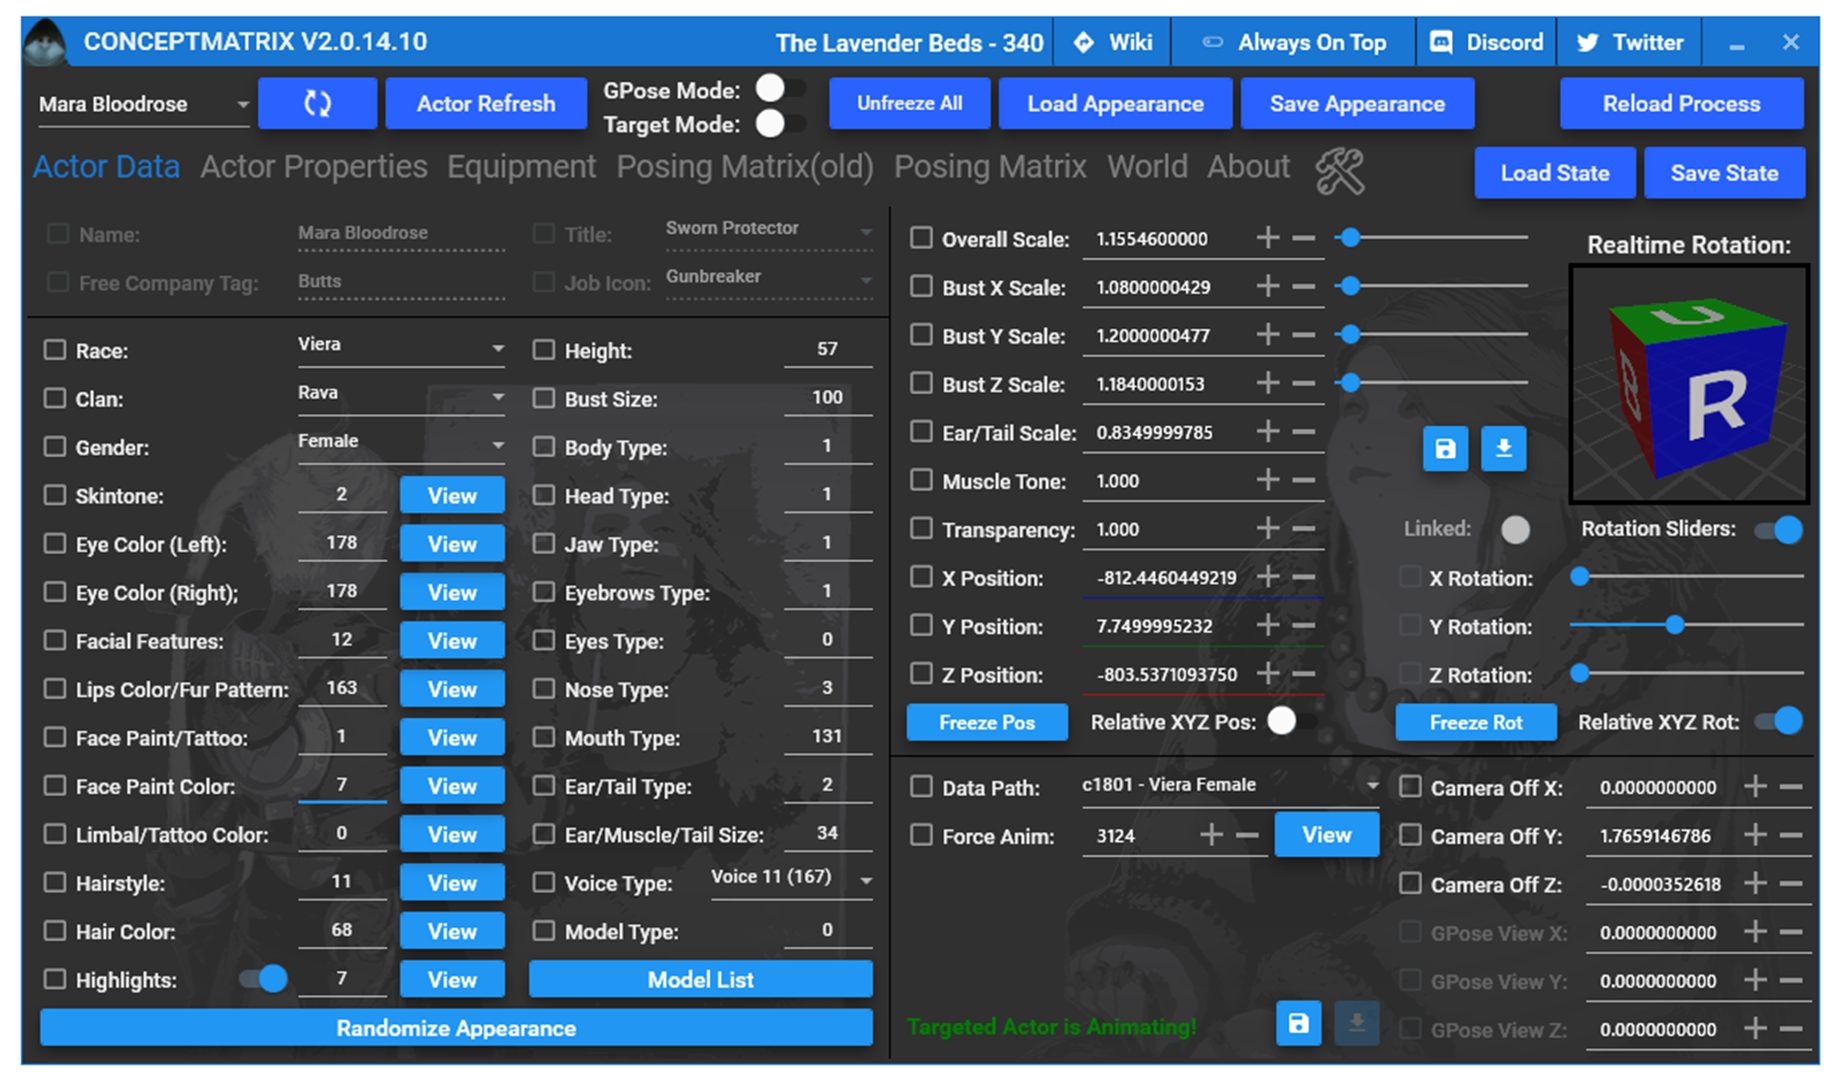 CONCEPTMATRIX V2.0.14.10 The Lavender Beds - 340 Wiki Always On Top Discord Twitter
Mara Bloodrose Actor Refresh GPose Mode: Target Mode: Unfreeze All Load Appearance Save Appearance Reload Process
Actor Data Actor Properties Equipment Posing Matrix(old) Posing Matrix World About Load State Save State
Name: Mara Bloodrose Title: Sworn Protector
Free Company Tag: Butts Job Icon: Gunbreaker
Race: Viera Height: 57
Clan: Rava Bust Size: 100
Gender: Female Body Type: 1
Skintone: 2 View Head Type: 1
Eye Color (Left): 178 View Jaw Type: 1
Eye Color (Right); 178 View Eyebrows Type: 1
Facial Features: 12 View Eyes Type: 0
Lips Color/Fur Pattern: 163 View Nose Type: 3
Face Paint/Tattoo: 1 View Mouth Type: 131
Face Paint Color: 7 View Ear/Tail Type: 2
Limbal/Tattoo Color: 0 View Ear/Muscle/Tail Size: 34
Hairstyle: 11 View Voice Type: Voice 11 (167)
Hair Color: 68 View Model Type: 0
Highlights: 7 View Model List
Randomize Appearance
Overall Scale: 1.1554600000
Bust X Scale: 1.0800000429
Bust Y Scale: 1.2000000477
Bust Z Scale: 1.1840000153
Ear/Tail Scale: 0.8349999785
Muscle Tone: 1.000
Transparency: 1.000
X Position: -812.4460449219
Y Position: 7.7499995232
Z Position: -803.5371093750
Freeze Pos Relative XYZ Pos:
Realtime Rotation:
U
B R
Linked: Rotation Sliders:
X Rotation:
Y Rotation:
Z Rotation:
Freeze Rot Relative XYZ Rot:
Data Path: c1801 - Viera Female
Force Anim: 3124 View
Targeted Actor is Animating!
Camera Off X: 0.0000000000
Camera Off Y: 1.7659146786
Camera Off Z: -0.0000352618
GPose View X: 0.0000000000
GPose View Y: 0.0000000000
GPose View Z: 0.0000000000